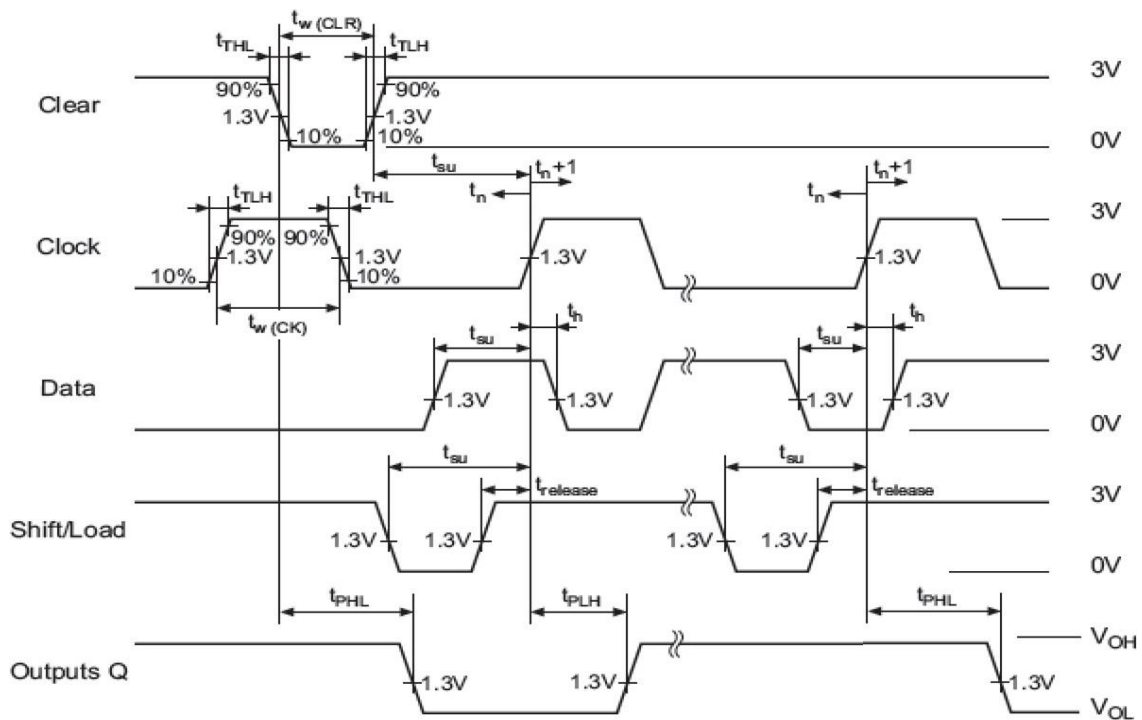 tw (CLR)
tTHL
tTLH
3V
90%
90%
Clear
1.3V
1.3V
10%
10%
0V
tsu
tn+1
tn+1
tn
tn
tTLH
tTHL
3V
90%
90%
Clock
1.3V
1.3V
1.3V
1.3V
10%
10%
0V
tw (CK)
th
th
tsu
tsu
3V
Data
1.3V
1.3V
1.3V
1.3V
0V
tsu
tsu
trelease
trelease
3V
Shift/Load
1.3V
1.3V
1.3V
1.3V
0V
tPHL
tPLH
tPHL
VOH
Outputs Q
1.3V
1.3V
1.3V
VOL